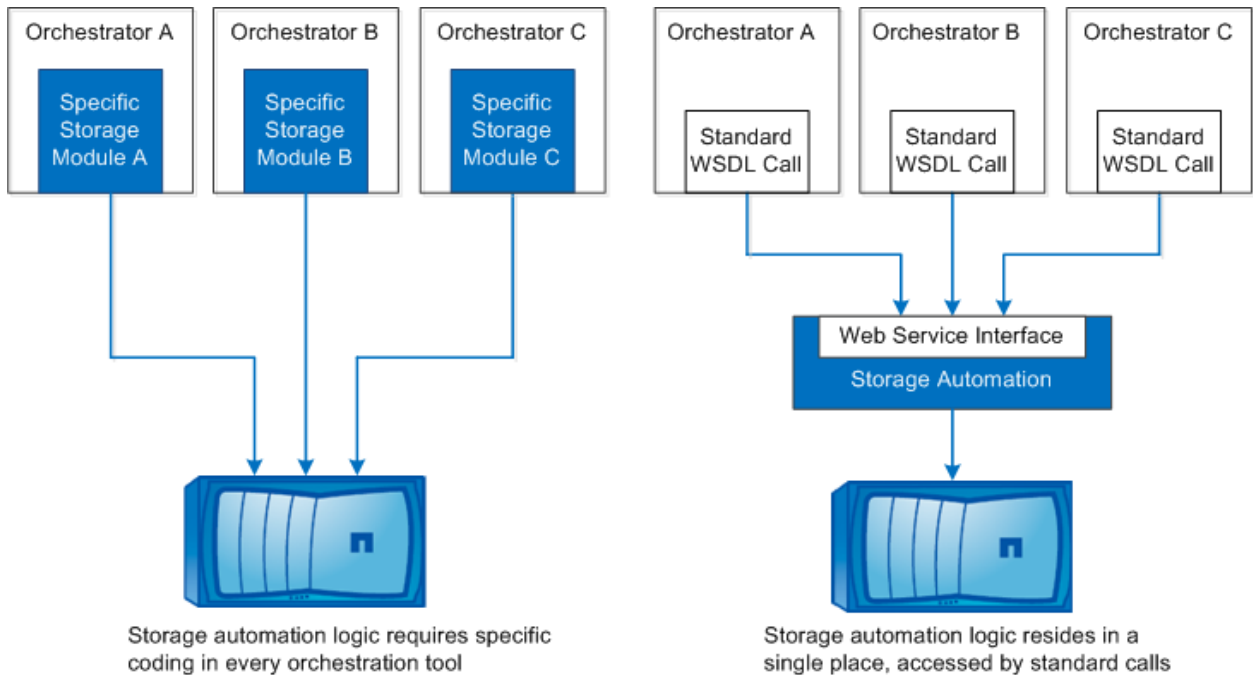 Orchestrator A
Specific
Storage
Module A
Orchestrator B
Specific
Storage
Module B
Orchestrator C
Specific
Storage
Module C
Storage automation logic requires specific
coding in every orchestration tool
Orchestrator A
Standard
WSDL Call
Orchestrator B
Standard
WSDL Call
Orchestrator C
Standard
WSDL Call
Web Service Interface
Storage Automation
Storage automation logic resides in a
single place, accessed by standard calls